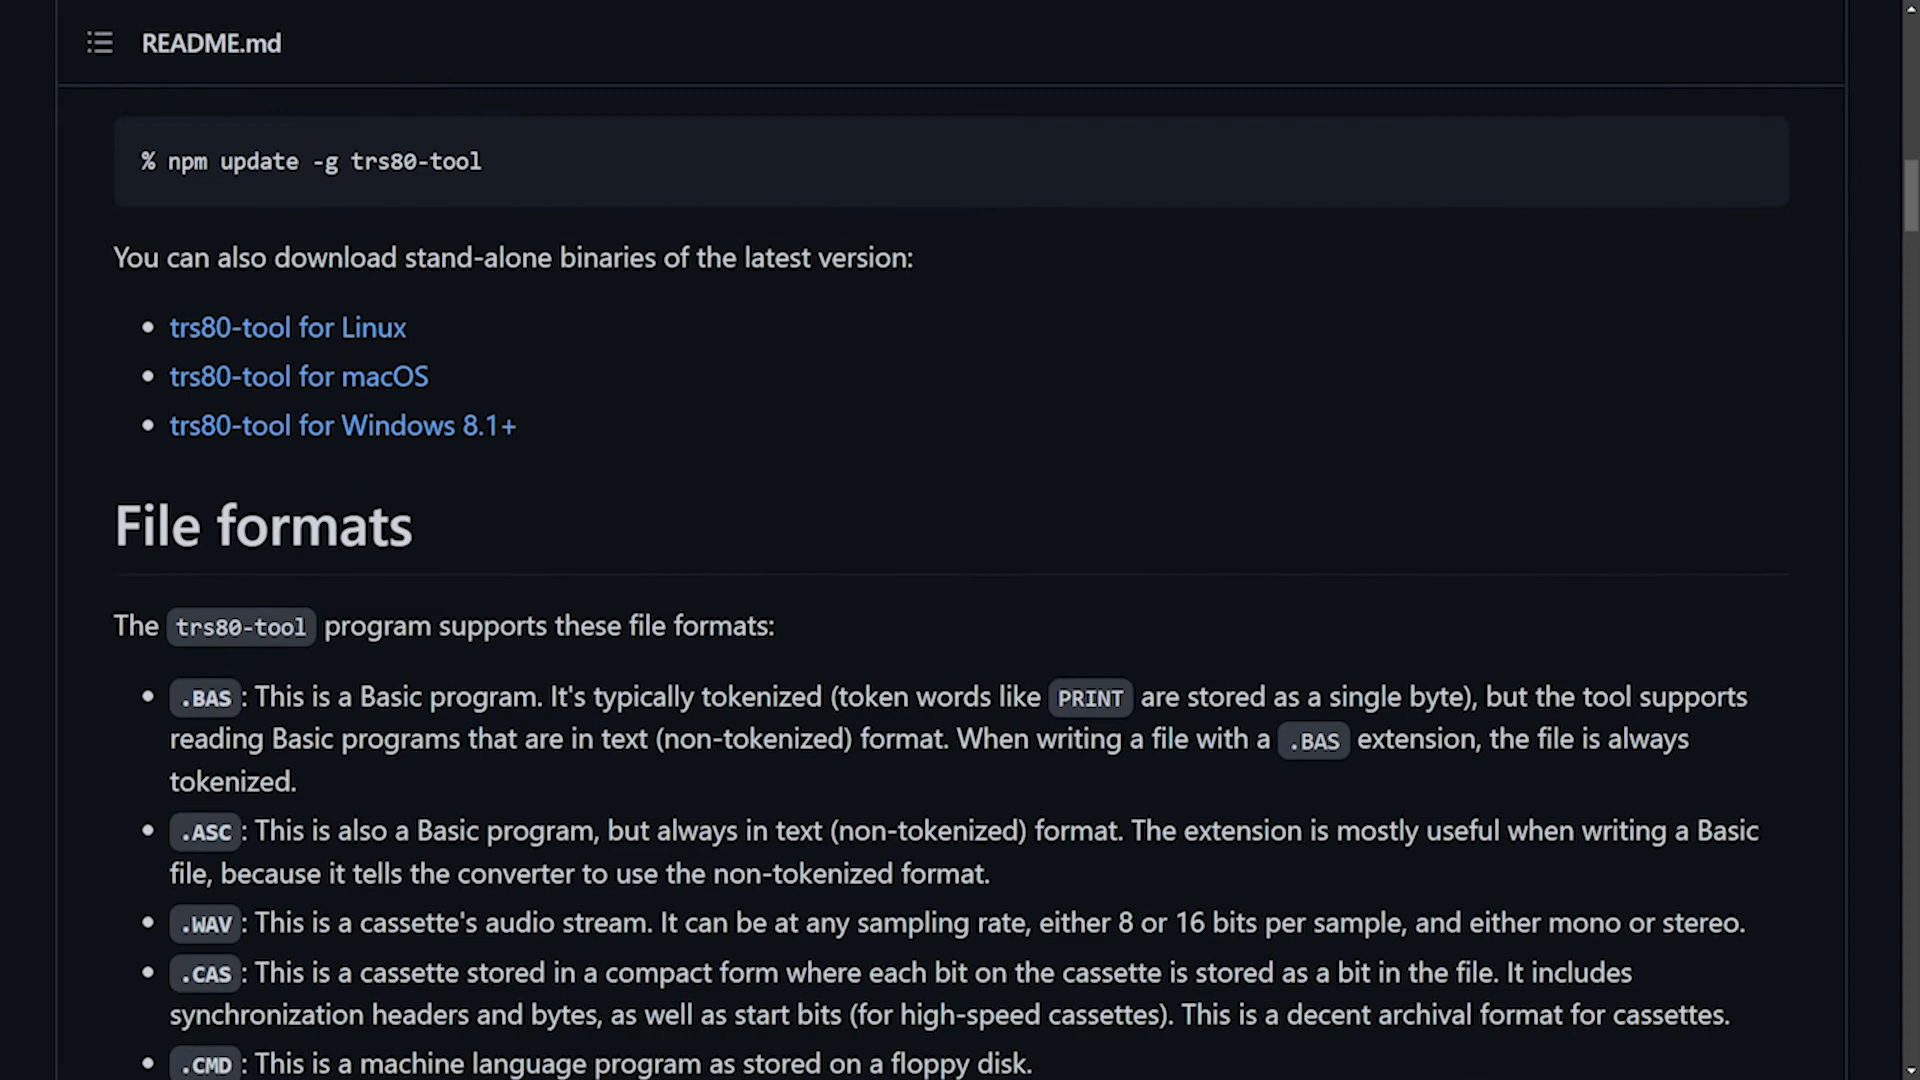 README.md
% npm update -g trs80-tool
You can also download stand-alone binaries of the latest version:
• trs80-tool for Linux
• trs80-tool for macOS
• trs80-tool for Windows 8.1+
File formats
The trs80-tool program supports these file formats:
• .BAS: This is a Basic program. It's typically tokenized (token words like PRINT are stored as a single byte), but the tool supports
reading Basic programs that are in text (non-tokenized) format. When writing a file with a .BAS extension, the file is always
tokenized.
• .ASC: This is also a Basic program, but always in text (non-tokenized) format. The extension is mostly useful when writing a Basic
file, because it tells the converter to use the non-tokenized format.
• .WAV: This is a cassette's audio stream. It can be at any sampling rate, either 8 or 16 bits per sample, and either mono or stereo.
• .CAS: This is a cassette stored in a compact form where each bit on the cassette is stored as a bit in the file. It includes
synchronization headers and bytes, as well as start bits (for high-speed cassettes). This is a decent archival format for cassettes.
• .CMD: This is a machine language program as stored on a floppy disk.